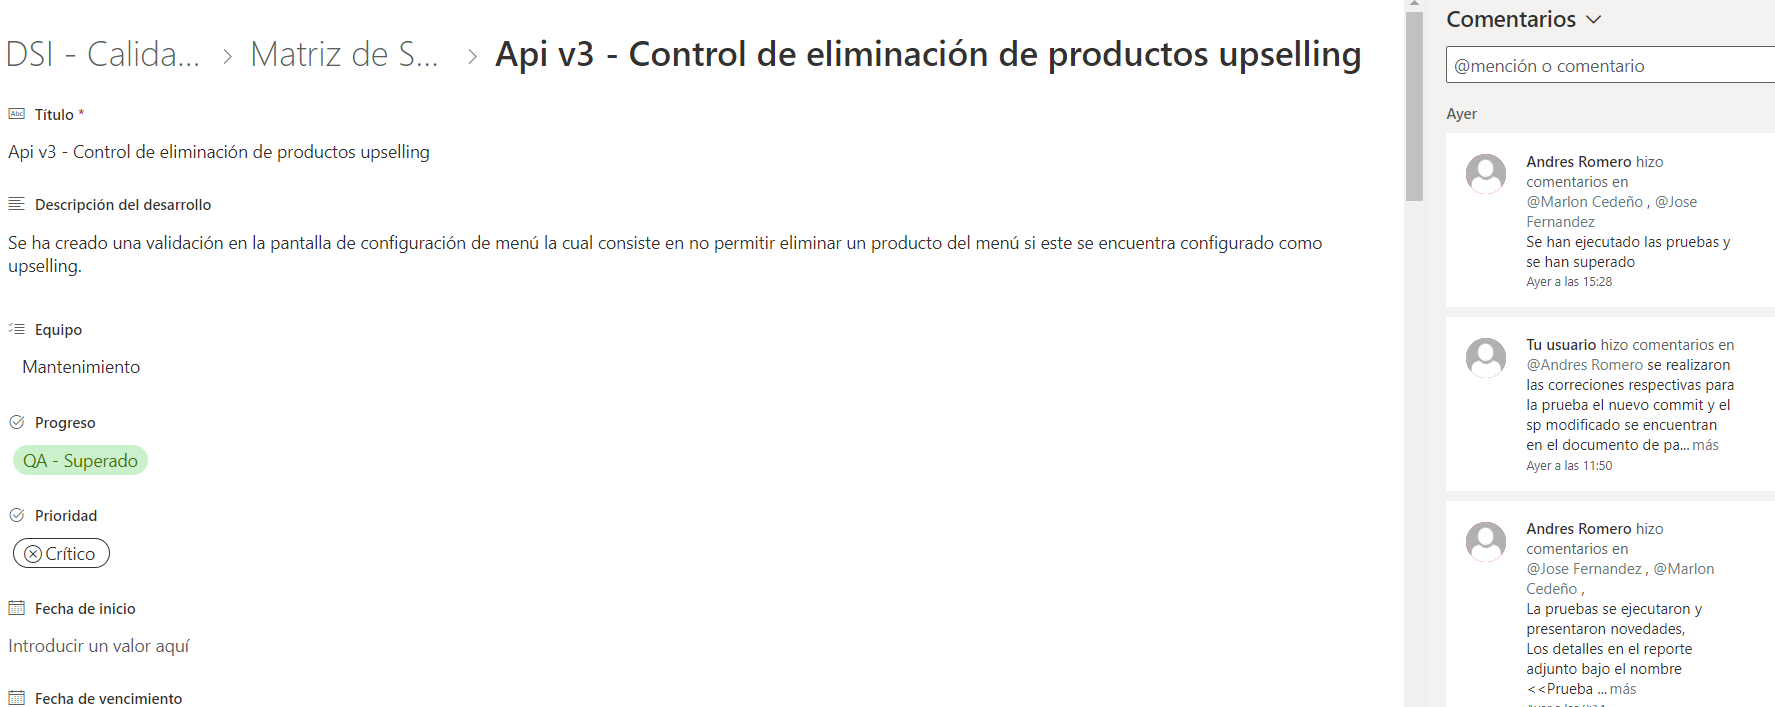 DSI - Calida... > Matriz de S... > Api v3 - Control de eliminación de productos upselling
Abc Título *
Api v3 - Control de eliminación de productos upselling
Descripción del desarrollo
Se ha creado una validación en la pantalla de configuración de menú la cual consiste en no permitir eliminar un producto del menú si este se encuentra configurado como
upselling.
Equipo
Mantenimiento
Progreso
QA - Superado
Prioridad
Crítico
Fecha de inicio
Introducir un valor aquí
Fecha de vencimiento
Comentarios
@mención o comentario
Ayer
Andres Romero hizo
comentarios en
@Marlon Cedeño , @Jose
Fernandez
Se han ejecutado las pruebas y
se han superado
Ayer a las 15:28
Tu usuario hizo comentarios en
@Andres Romero se realizaron
las correciones respectivas para
la prueba el nuevo commit y el
sp modificado se encuentran
en el documento de pa... más
Ayer a las 11:50
Andres Romero hizo
comentarios en
@Jose Fernandez , @Marlon
Cedeño ,
La pruebas se ejecutaron y
presentaron novedades,
Los detalles en el reporte
adjunto bajo el nombre
<<Prueba ... más